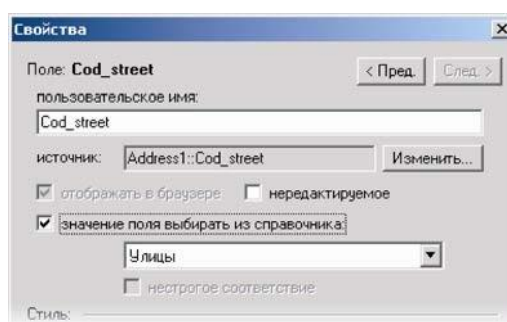 Свойства
Поле: Cod_street < Пред. След. >
пользовательское имя:
Cod_street
источник: Address1::Cod_street Изменить...
отображать в браузере нередактируемое
значение поля выбирать из справочника:
Улицы
нестрогое соответствие
Стиль: